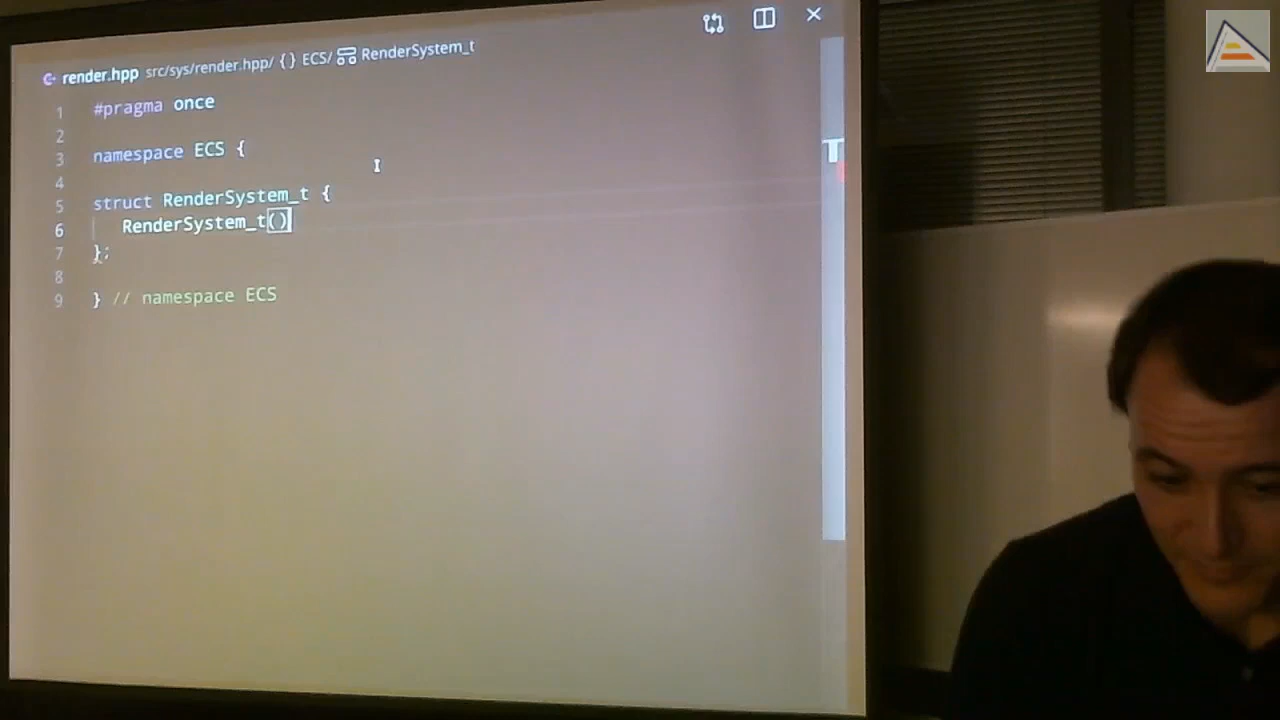 render.hpp src/sys/render.hpp/ {} ECS/ RenderSystem_t
1 #pragma once
2
3 namespace ECS {
4
5 struct RenderSystem_t {
6 RenderSystem_t()
7 };
8
9 } // namespace ECS